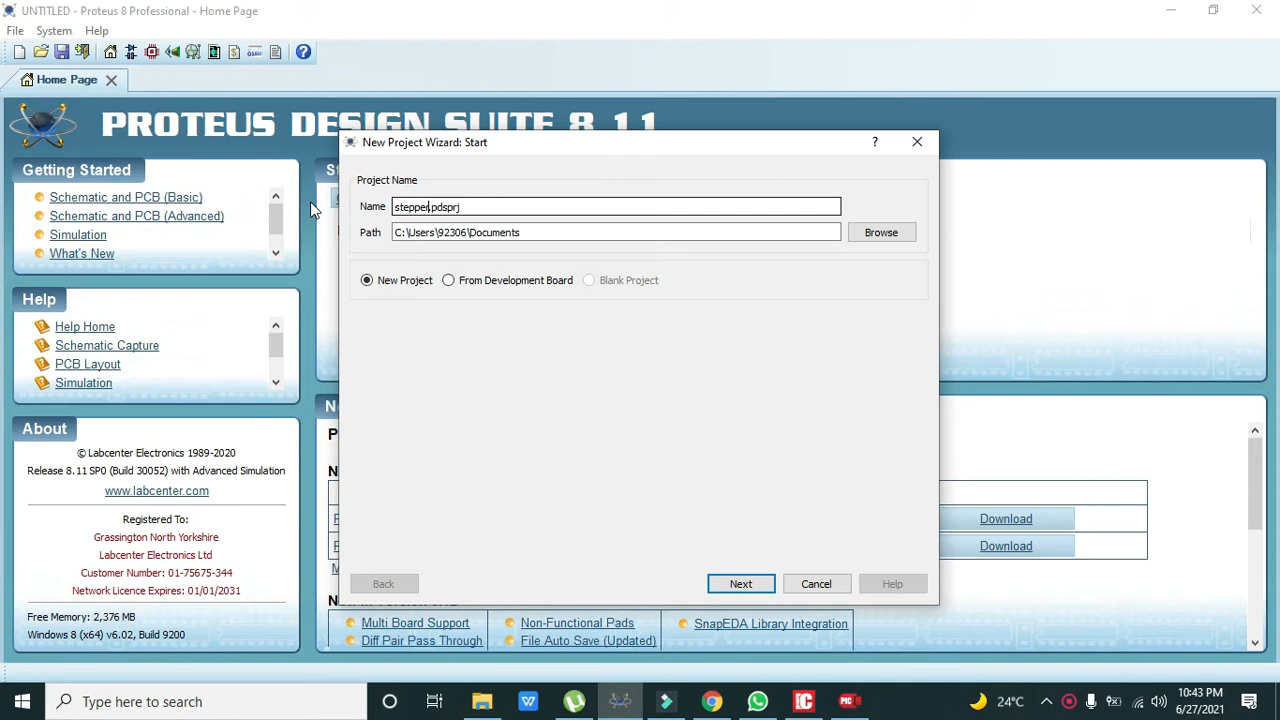 UNTITLED - Proteus 8 Professional - Home Page
File System Help
Home Page
PROTEUS DESIGN SUITE 8.11
Getting Started
Schematic and PCB (Basic)
Schematic and PCB (Advanced)
Simulation
What's New
Help
Help Home
Schematic Capture
PCB Layout
Simulation
About
© Labcenter Electronics 1989-2020
Release 8.11 SP0 (Build 30052) with Advanced Simulation
www.labcenter.com
Registered To:
Grassington North Yorkshire
Labcenter Electronics Ltd
Customer Number: 01-75675-344
Network Licence Expires: 01/01/2031
Free Memory: 2,376 MB
Windows 8 (x64) v6.02, Build 9200
New Project Wizard: Start
?
Project Name
Name stepper.pdsprj
Path C:\Users\92306\Documents Browse
New Project From Development Board Blank Project
Back Next Cancel Help
Download
Download
Multi Board Support Non-Functional Pads SnapEDA Library Integration
Diff Pair Pass Through File Auto Save (Updated)
Type here to search
24°C
10:43 PM
6/27/2021